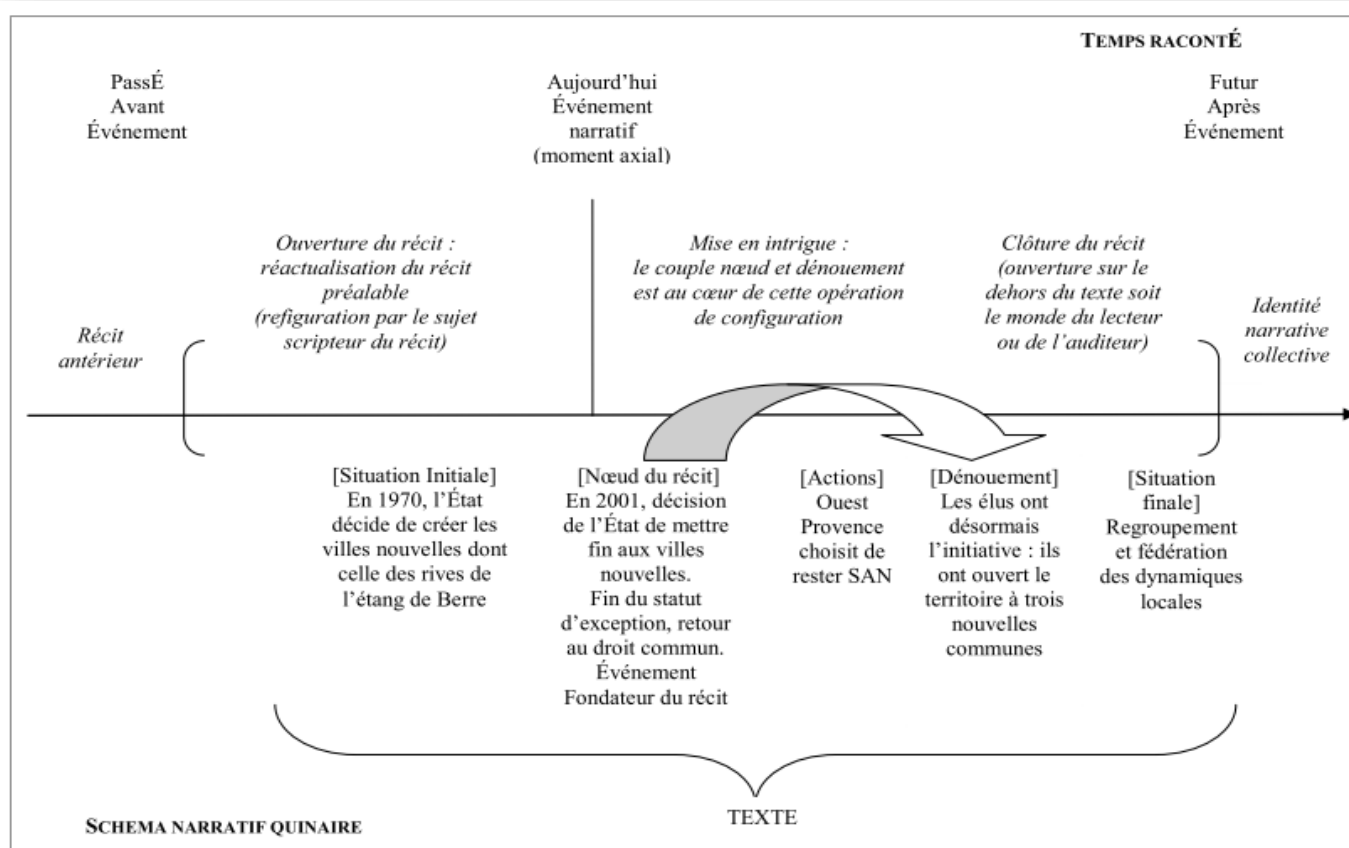 TEMPS RACONTÉ
PassÉ
Avant
Événement
Aujourd'hui
Événement
narratif
(moment axial)
Futur
Après
Événement
Récit
antérieur
Ouverture du récit :
réactualisation du récit
préalable
(refiguration par le sujet
scripteur du récit)
Mise en intrigue :
le couple nœud et dénouement
est au cœur de cette opération
de configuration
Clôture du récit
(ouverture sur le
dehors du texte soit
le monde du lecteur
ou de l'auditeur)
Identité
narrative
collective
[Situation Initiale]
En 1970, l'État
décide de créer les
villes nouvelles dont
celle des rives de
l'étang de Berre
[Nœud du récit]
En 2001, décision
de l'État de mettre
fin aux villes
nouvelles.
Fin du statut
d'exception, retour
au droit commun.
Événement
Fondateur du récit
[Actions]
Ouest
Provence
choisit de
rester SAN
[Dénouement]
Les élus ont
désormais
l'initiative : ils
ont ouvert le
territoire à trois
nouvelles
communes
[Situation
finale]
Regroupement
et fédération
des dynamiques
locales
TEXTE
SCHEMA NARRATIF QUINAIRE